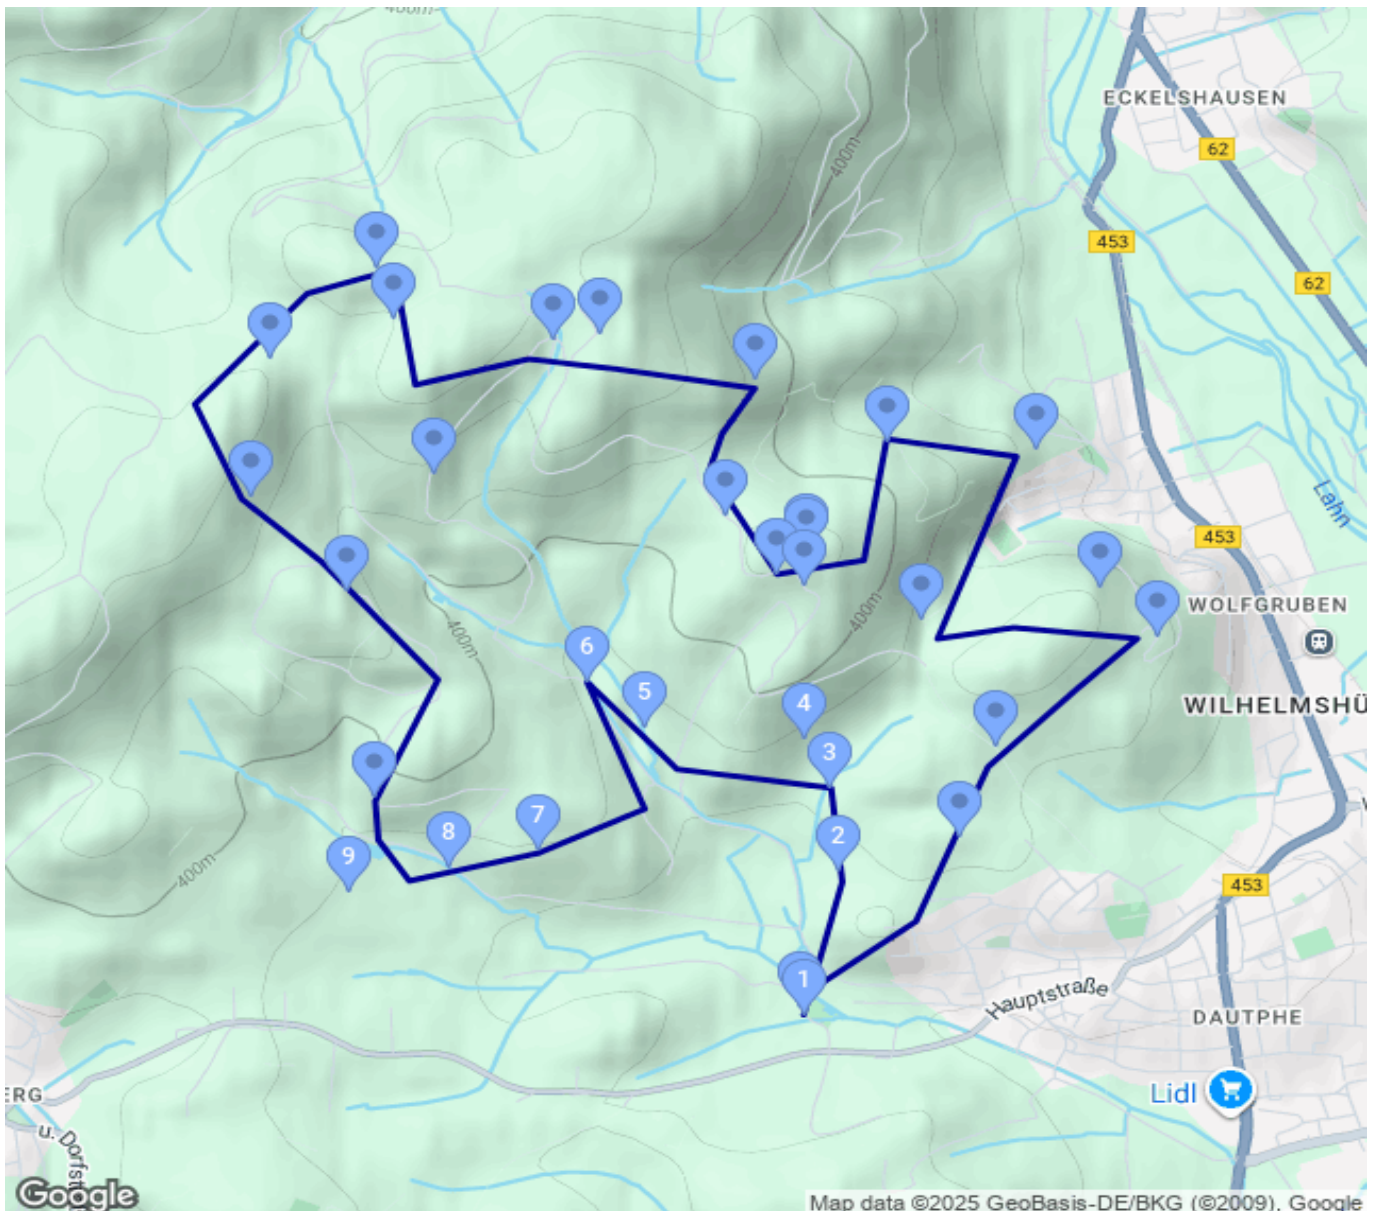 400m
ECKELSHAUSEN
62
400m
453
62
Lahn
453
WOLFGRUBEN
400m
400m
6
5
4
WILHELMSHÜ
3
2
7
8
9
400m
453
1
Hauptstraße
DAUTPHE
ERG
Lidl
u. Dorfst
Google
Map data ©2025 GeoBasis-DE/BKG (©2009), Google